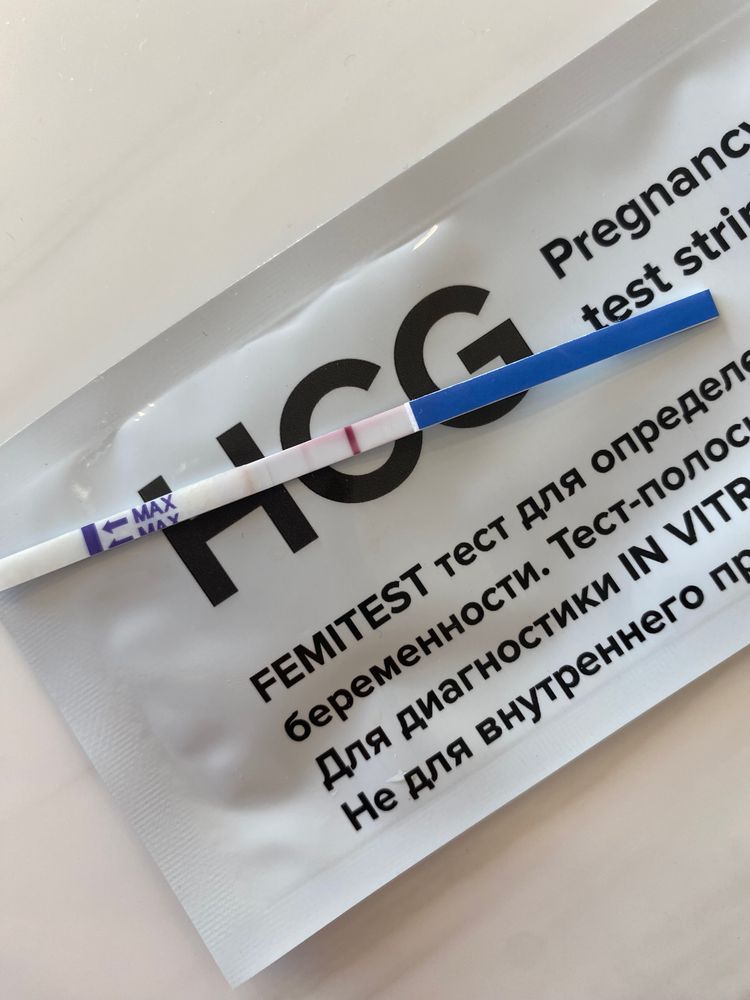 Pregnancy
test strip
HCG
MAX
MAX
FEMITEST тест для определе
беременности. Тест-полос
Для диагностики IN VITR
Не для внутреннего пр